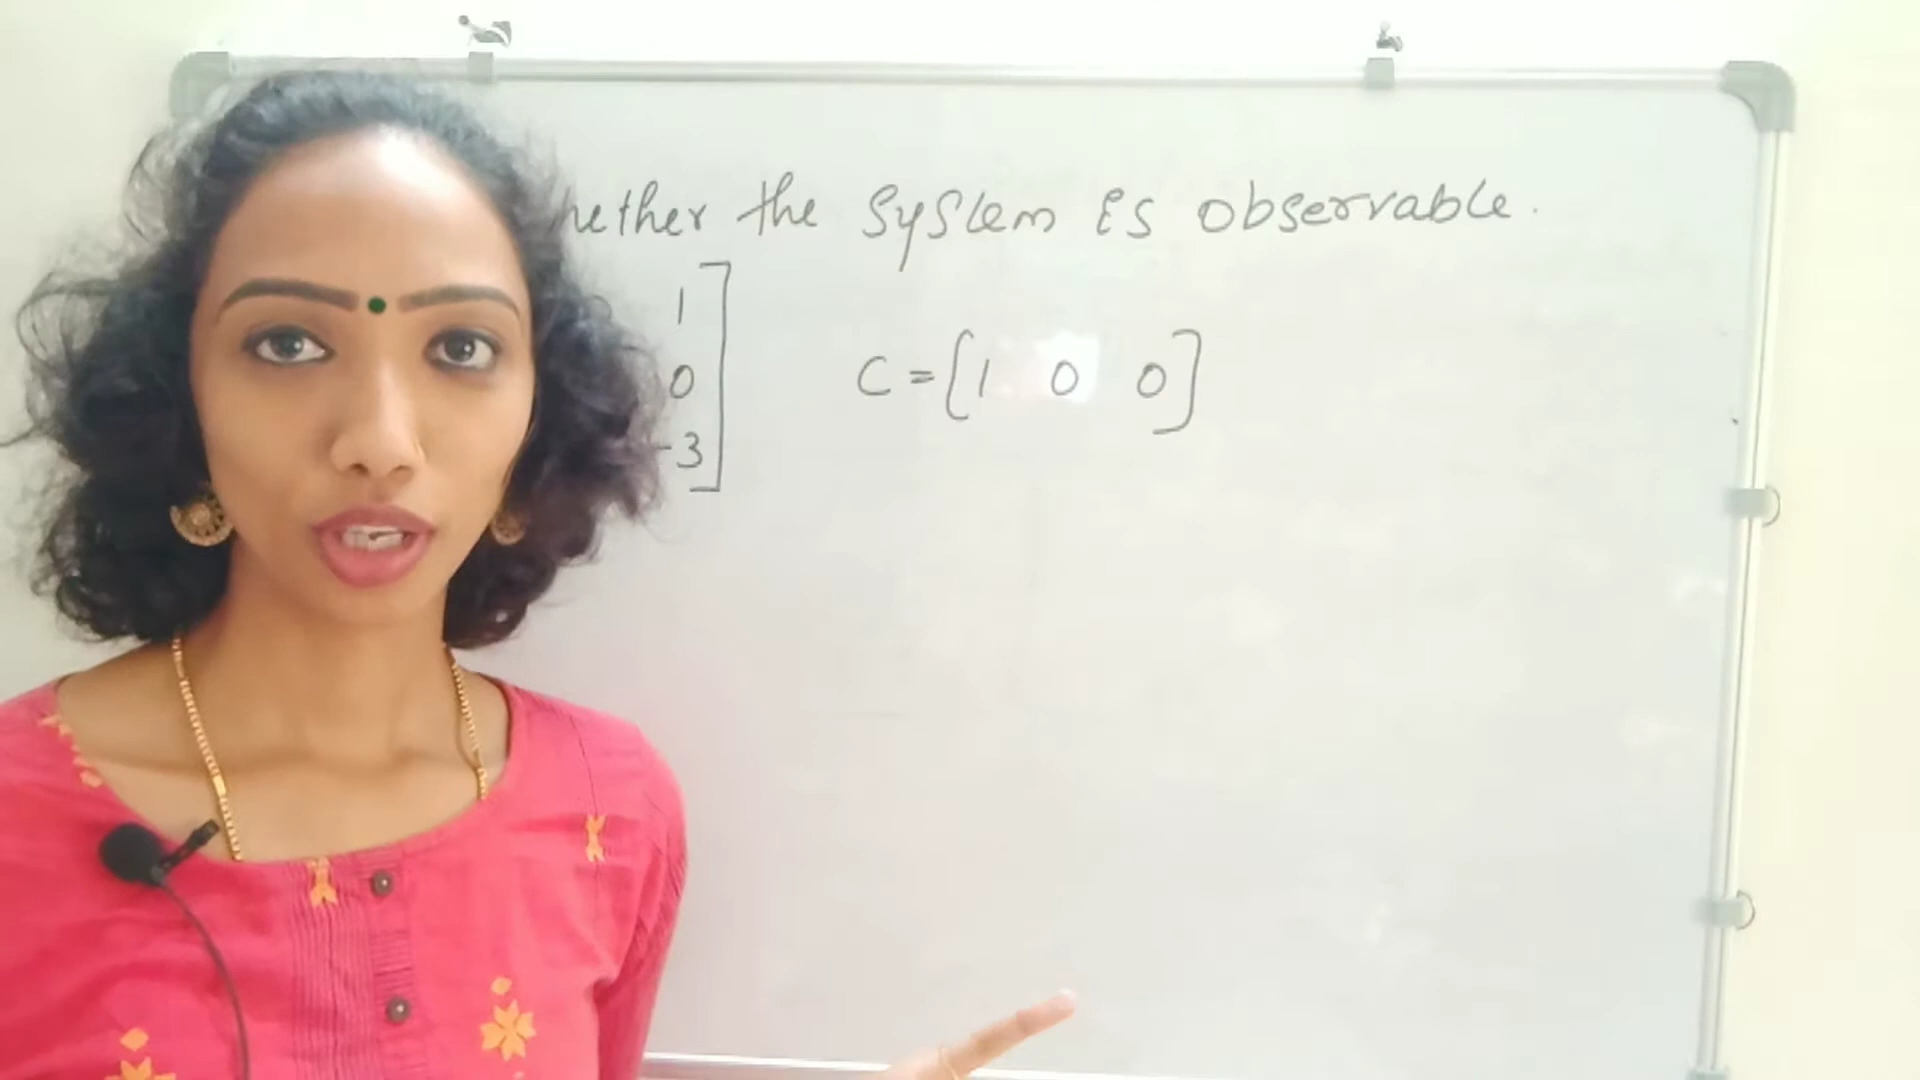 hether the System is observable.
1
0 C = [1 0 0]
-3